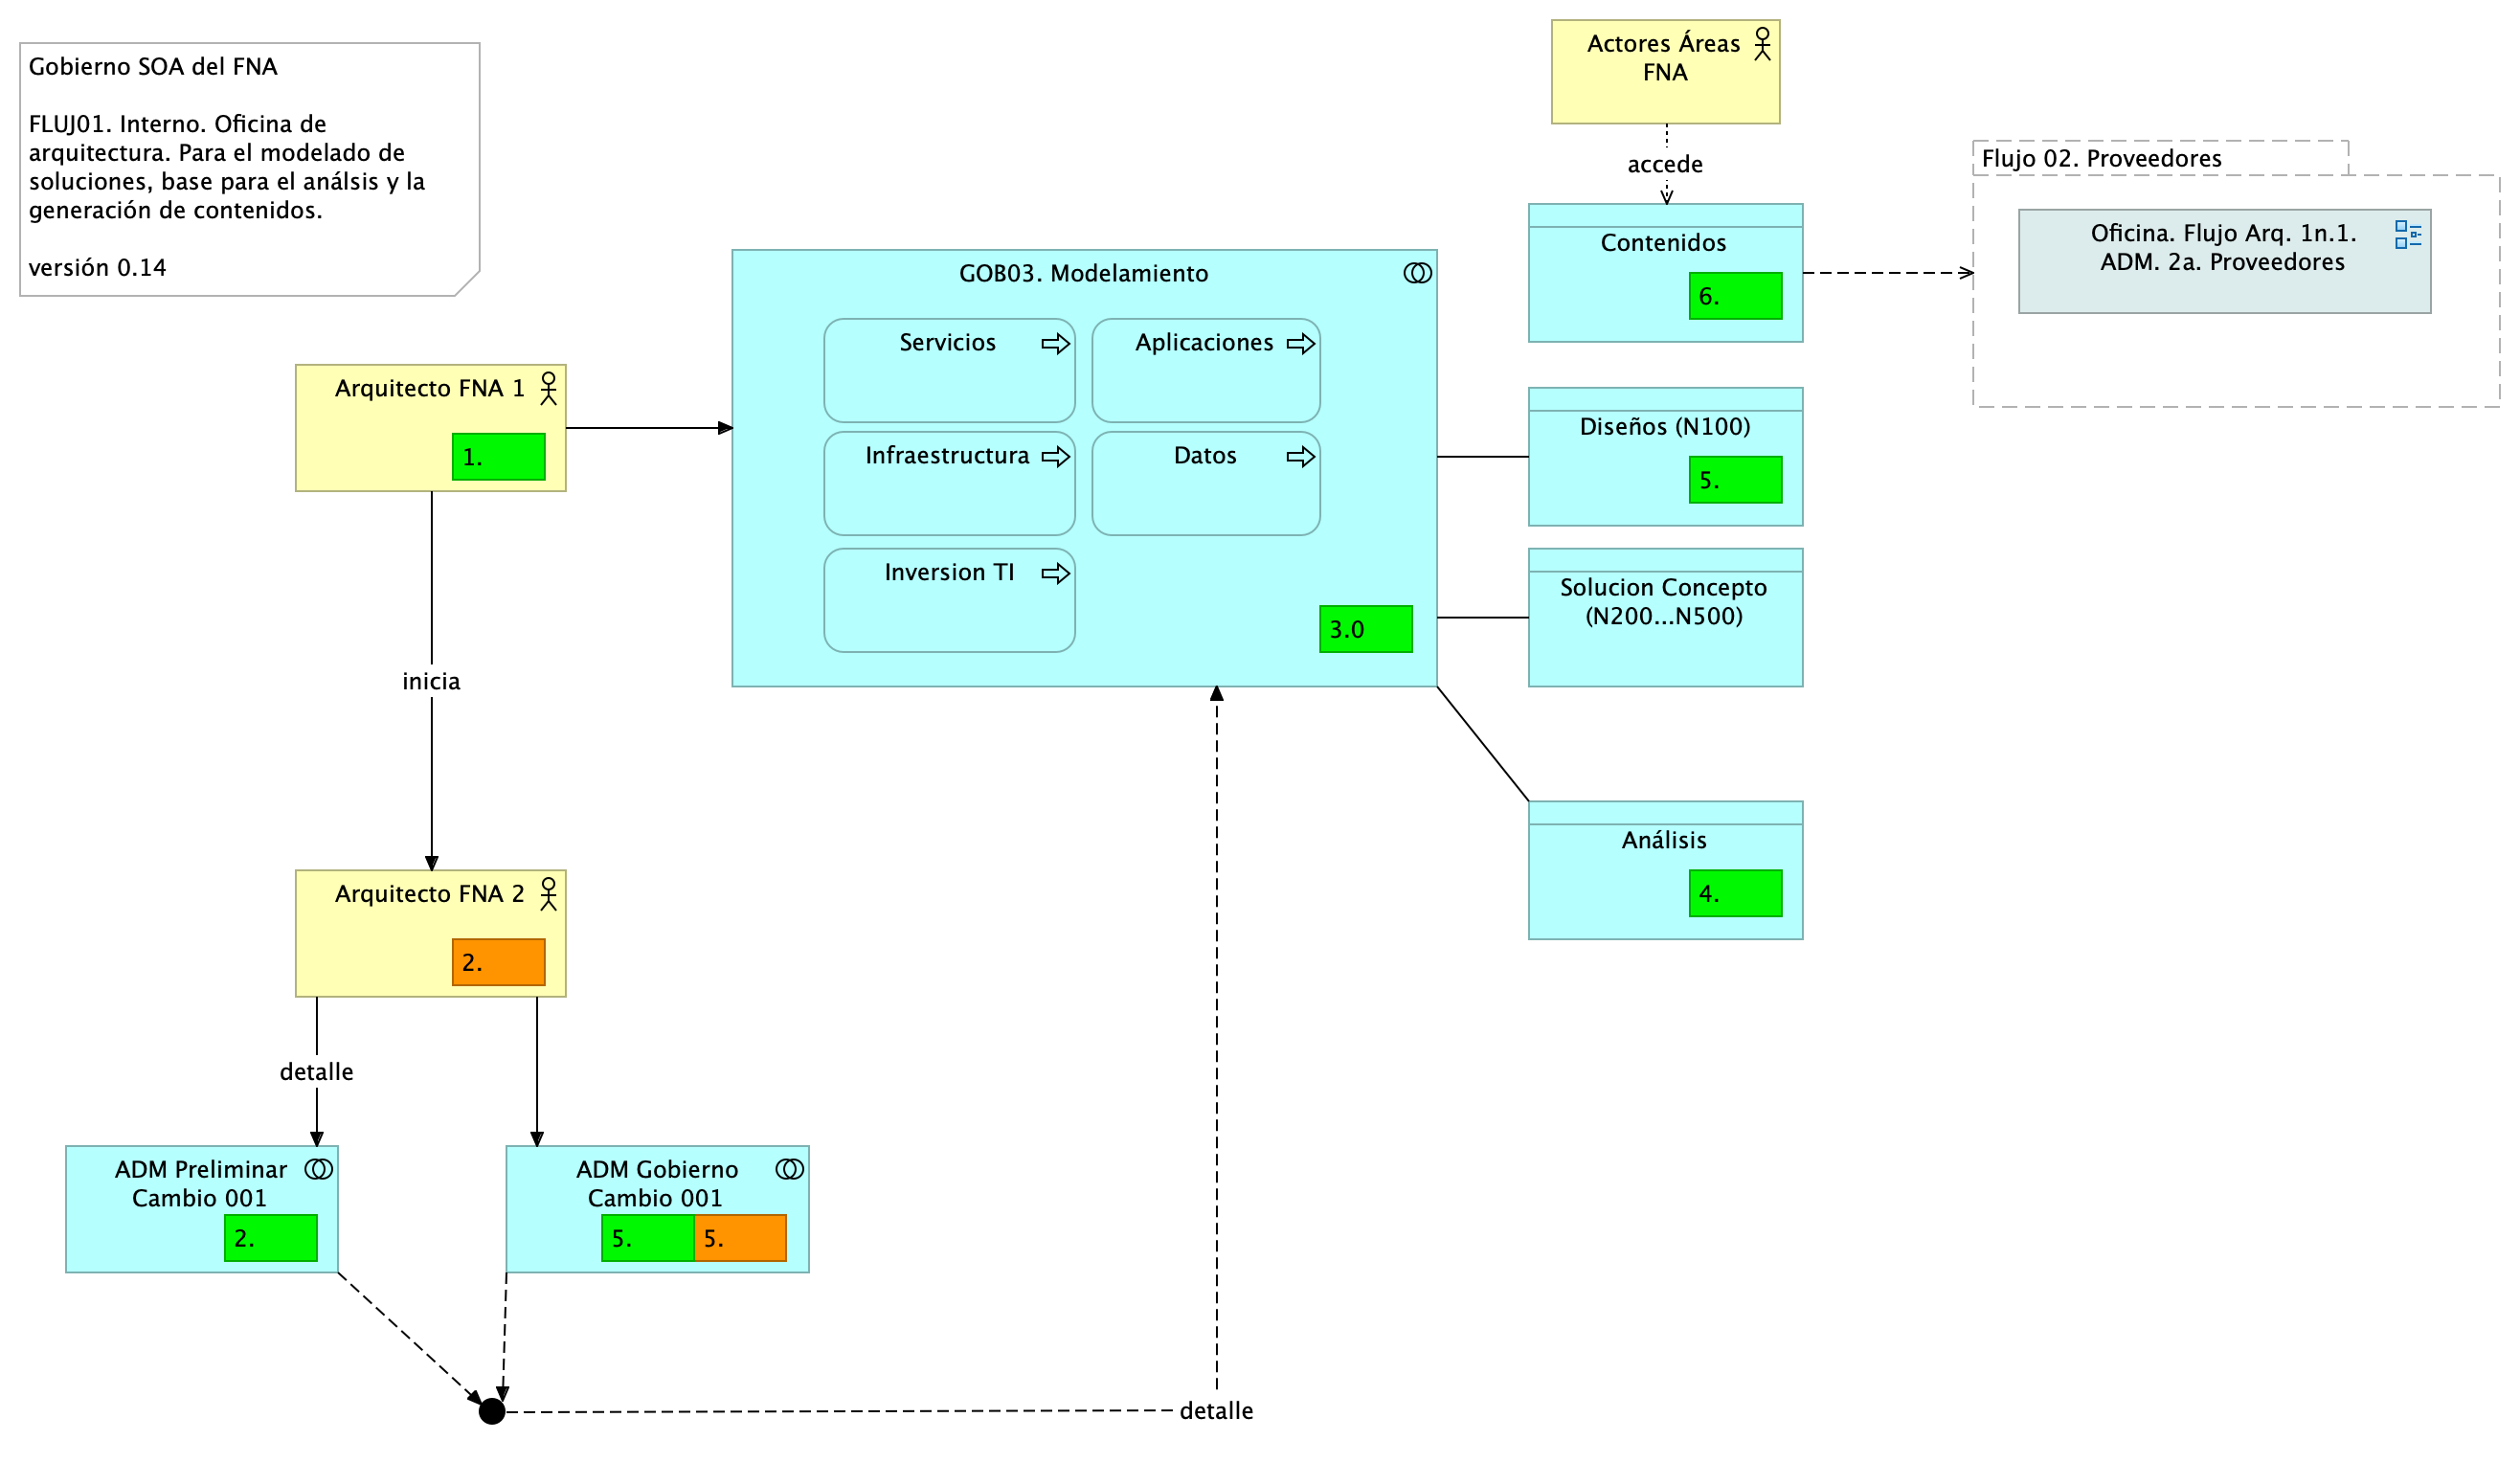 Gobierno SOA del FNA
FLUJ01. Interno. Oficina de
arquitectura. Para el modelado de
soluciones, base para el análsis y la
generación de contenidos.
versión 0.14
Actores Áreas
FNA
accede
Flujo 02. Proveedores
Oficina. Flujo Arq. 1n.1.
ADM. 2a. Proveedores
Contenidos
6.
GOB03. Modelamiento
Servicios
Aplicaciones
Infraestructura
Datos
Inversion TI
3.0
Arquitecto FNA 1
1.
Diseños (N100)
5.
Solucion Concepto
(N200...N500)
inicia
Análisis
4.
Arquitecto FNA 2
2.
detalle
ADM Preliminar
Cambio 001
2.
ADM Gobierno
Cambio 001
5.
5.
detalle